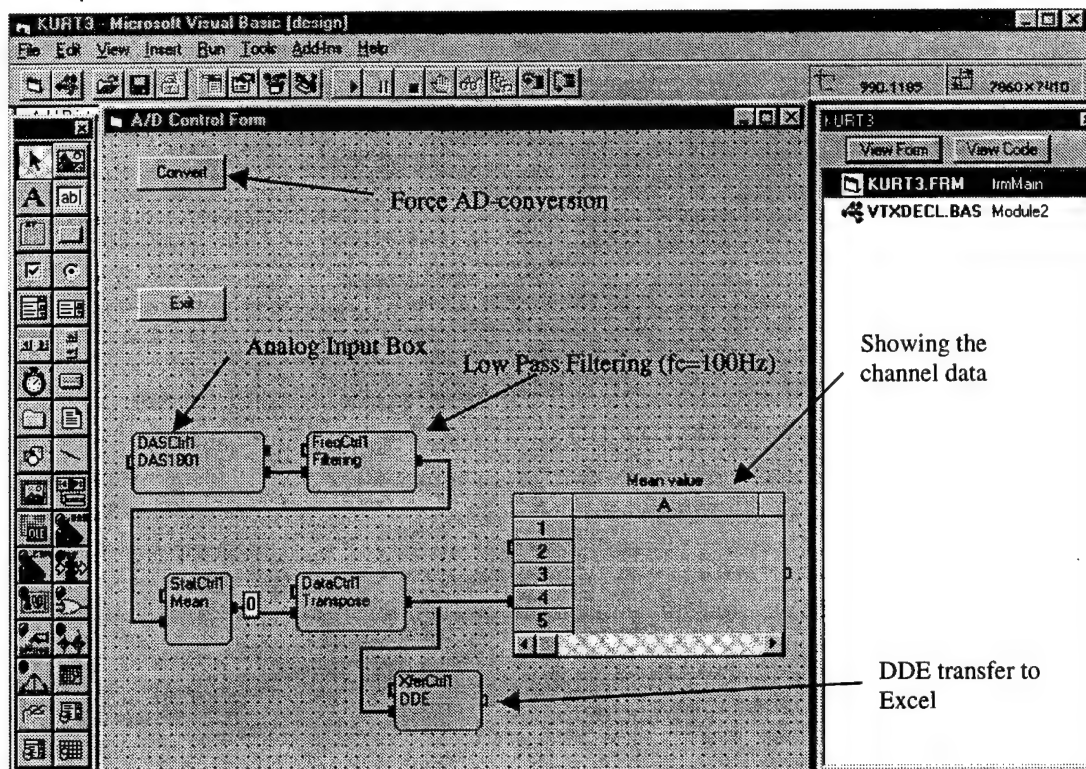 KURT3 - Microsoft Visual Basic [design]
File Edit View Insert Run Tools Add-Ins Help
990,1185
7860×7410
A/D Control Form
KURT3
View Form
View Code
Convert
KURT3.FRM frmMain
VTXDECL.BAS Module2
Force AD-conversion
Exit
Analog Input Box
Low Pass Filtering (fc=100Hz)
Showing the
channel data
DASCtrl1
DAS1801
FreqCtrl1
Filtering
Mean value
A
1
2
3
4
5
StatCtrl1
Mean
0
DataCtrl1
Transpose
XferCtrl1
DDE
DDE transfer to
Excel